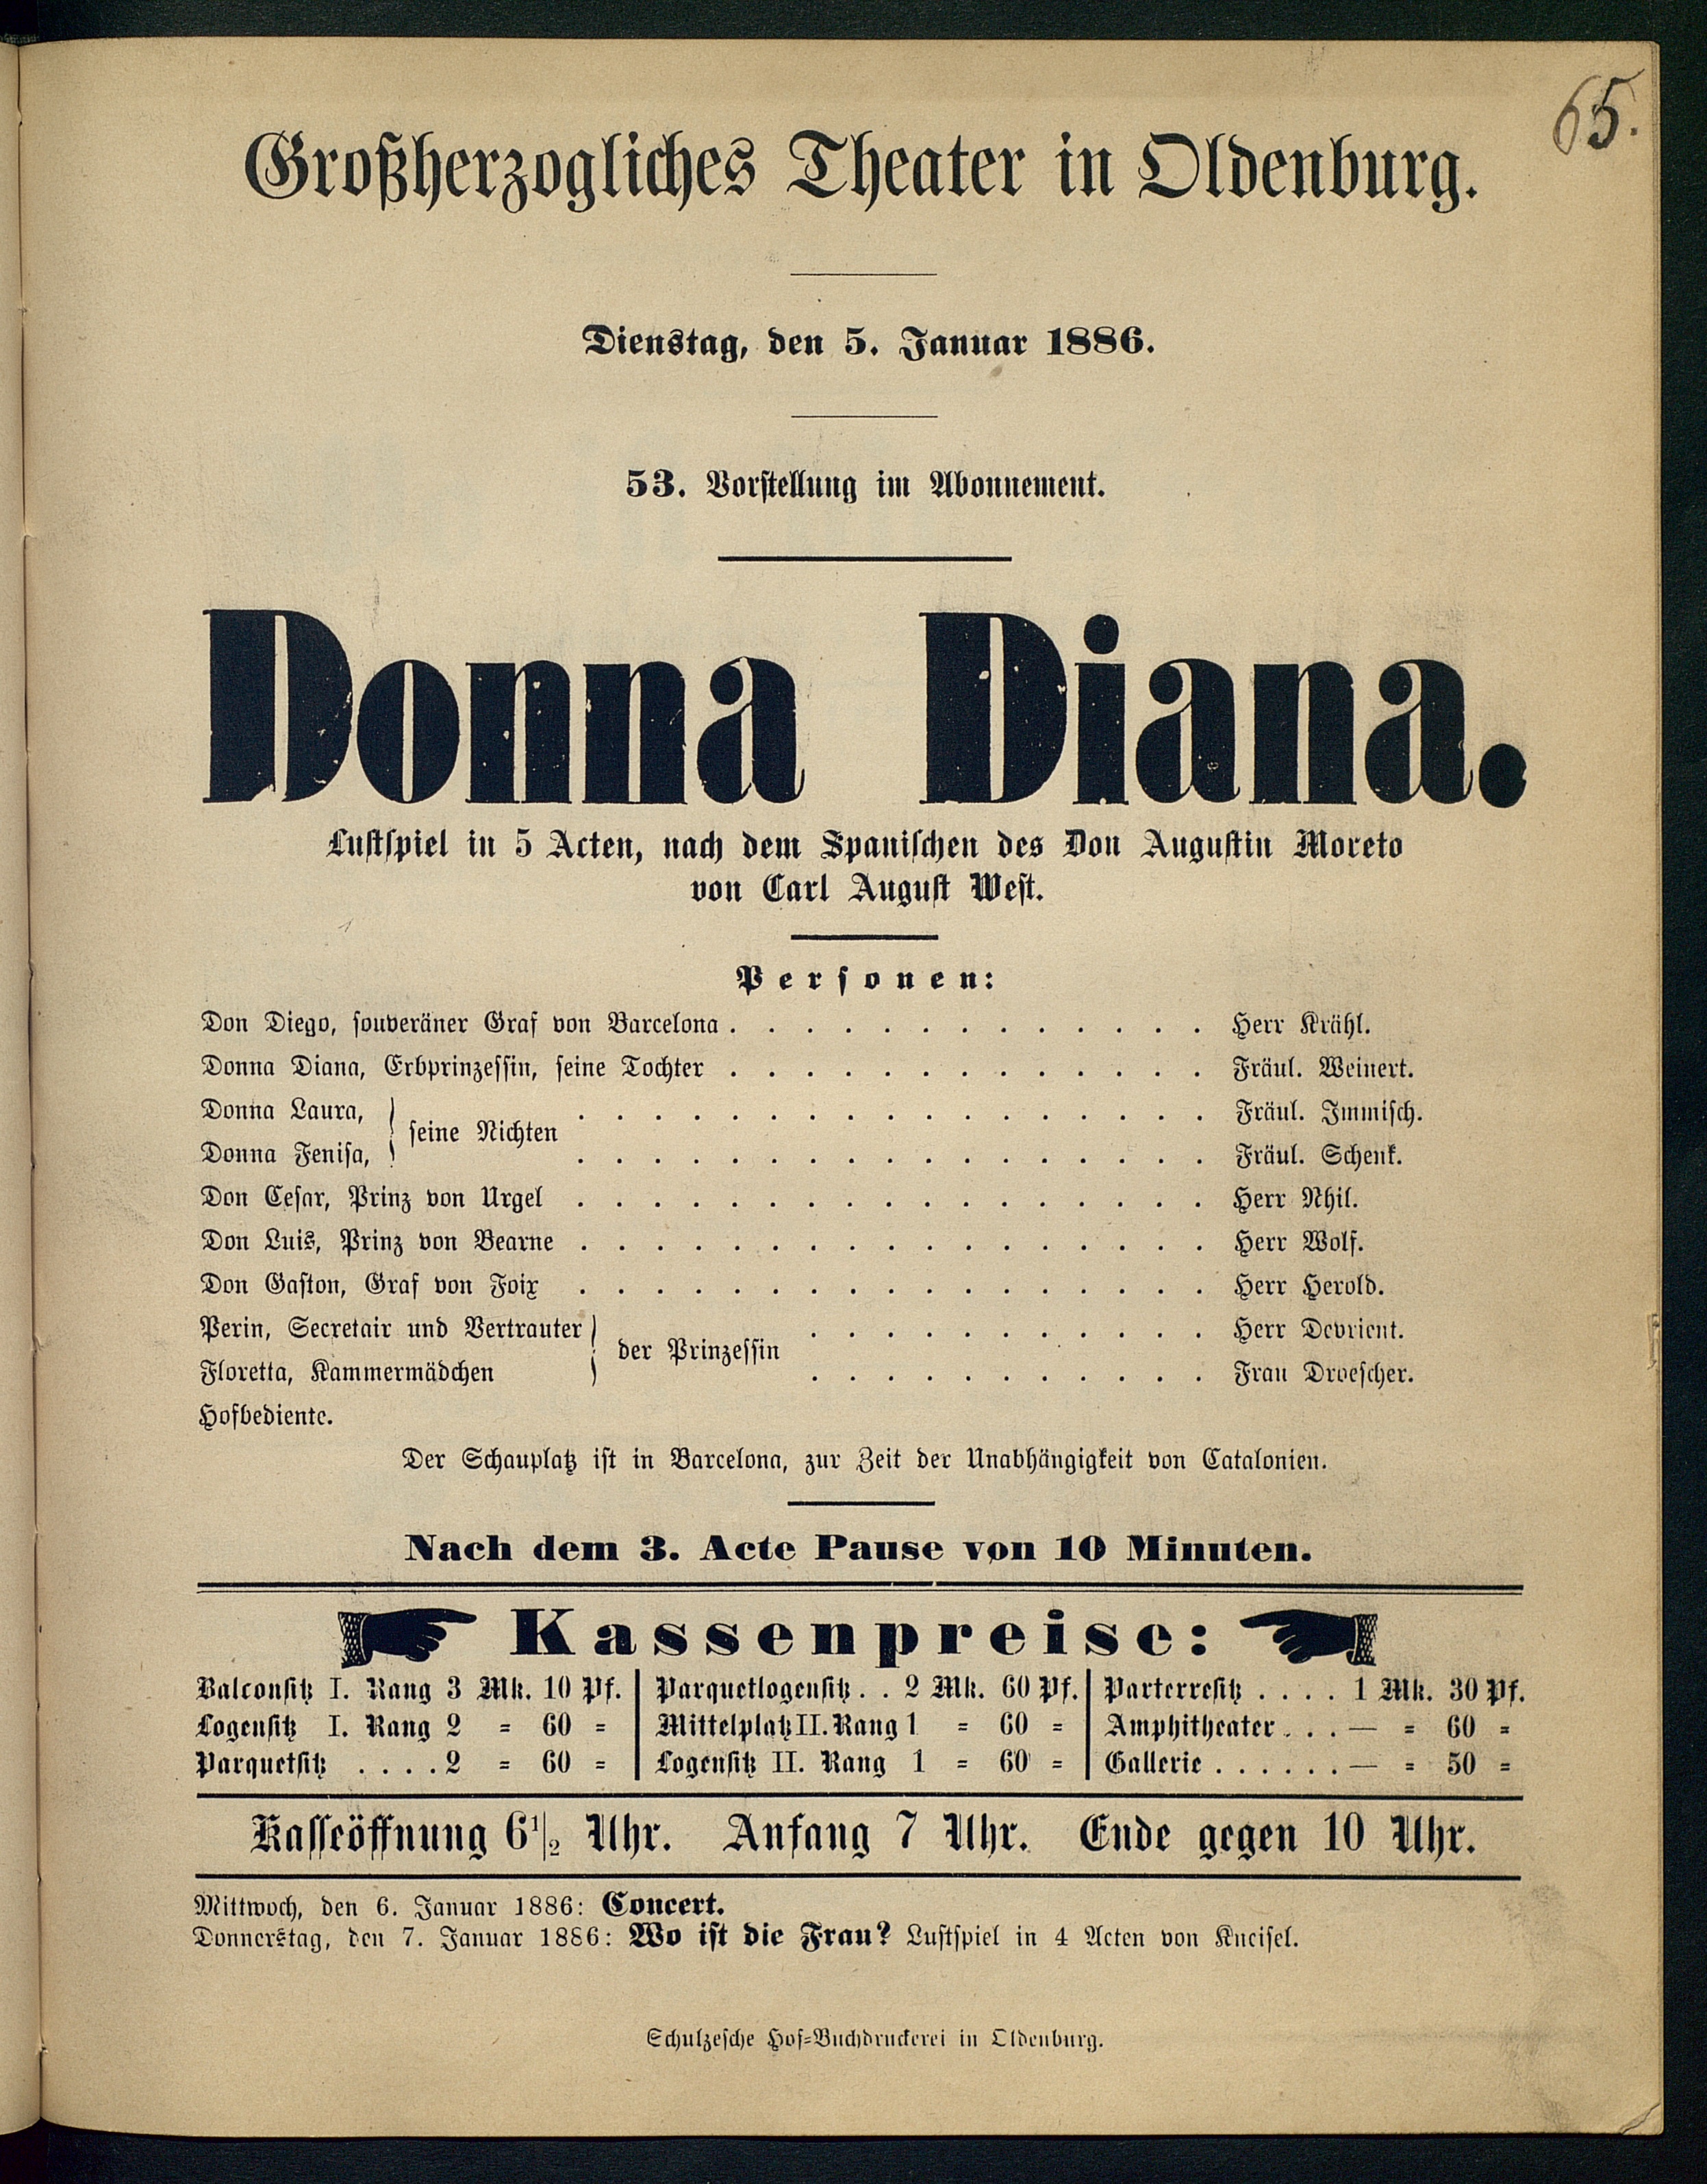 65.
Großherzogliches Theater in Oldenburg.
Dienstag, den 5. Januar 1886.
53. Vorstellung im Abonnement.
Donna Diana.
Lustspiel in 5 Acten, nach dem Spanischen des Don Augustin Moreto
von Carl August West.
Personen:
Don Diego, souveräner Graf von Barcelona . . . . . . . . . . . . . Herr Krähl.
Donna Diana, Erbprinzessin, seine Tochter . . . . . . . . . . . . . Fräul. Weinert.
Donna Laura, } seine Nichten . . . . . . . . . . . . . . . Fräul. Immisch.
Donna Fenisa, } . . . . . . . . . . . . . . . Fräul. Schenk.
Don Cesar, Prinz von Urgel . . . . . . . . . . . . . . . Herr Nhil.
Don Luis, Prinz von Bearne . . . . . . . . . . . . . . . Herr Wolf.
Don Gaston, Graf von Foix . . . . . . . . . . . . . . . Herr Herold.
Perin, Secretair und Vertrauter } der Prinzessin . . . . . . . . . . . Herr Devrient.
Floretta, Kammermädchen } . . . . . . . . . . . Frau Droescher.
Hofbediente.
Der Schauplatz ist in Barcelona, zur Zeit der Unabhängigkeit von Catalonien.
Nach dem 3. Acte Pause von 10 Minuten.
Kassenpreise:
Balconsitz I. Rang 3 Mk. 10 Pf. | Parquetlogensitz . . 2 Mk. 60 Pf. | Parterresitz . . . . 1 Mk. 30 Pf.
Logensitz I. Rang 2 = 60 = | Mittelplatz II. Rang 1 = 60 = | Amphitheater . . . — = 60 =
Parquetsitz . . . . 2 = 60 = | Logensitz II. Rang 1 = 60 = | Gallerie . . . . . . — = 50 =
Kasseöffnung 6 1/2 Uhr. Anfang 7 Uhr. Ende gegen 10 Uhr.
Mittwoch, den 6. Januar 1886: Concert.
Donnerstag, den 7. Januar 1886: Wo ist die Frau? Lustspiel in 4 Acten von Kneisel.
Schulzesche Hof=Buchdruckerei in Oldenburg.